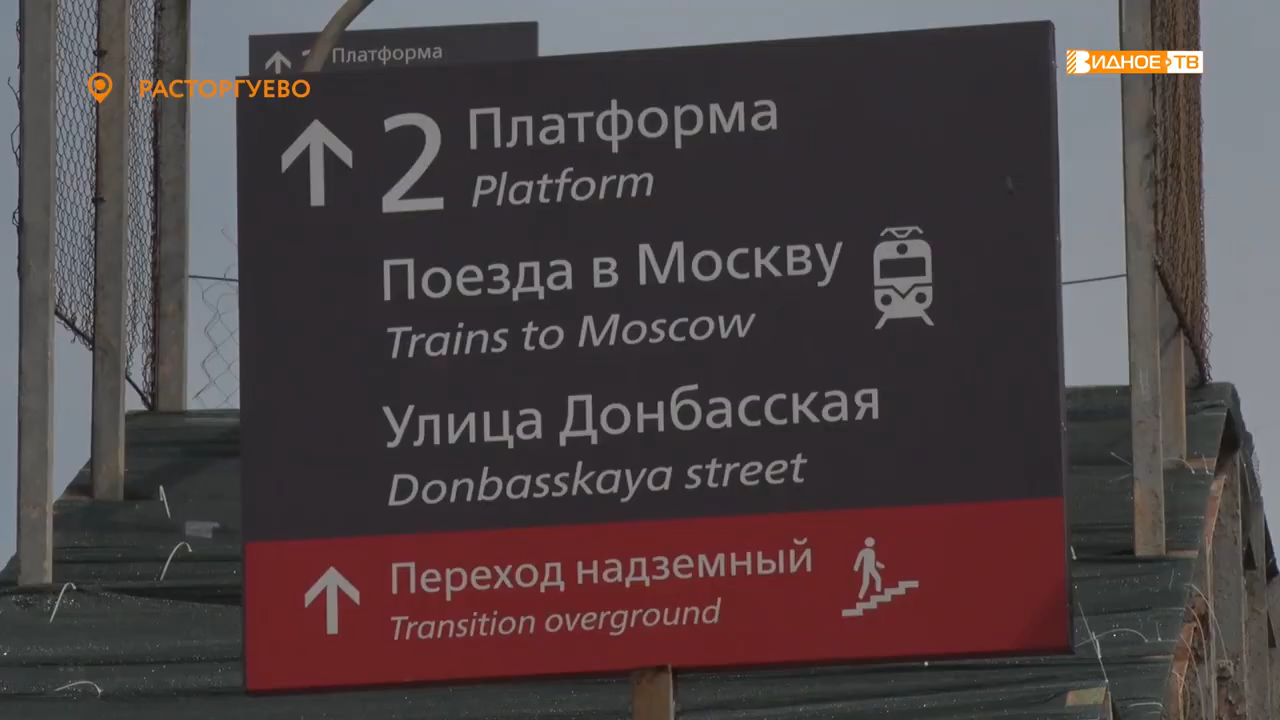 Платформа
РАСТОРГУЕВО
ВИДНОЕ ТВ
2 Платформа
Platform
Поезда в Москву
Trains to Moscow
Улица Донбасская
Donbasskaya street
Переход надземный
Transition overground